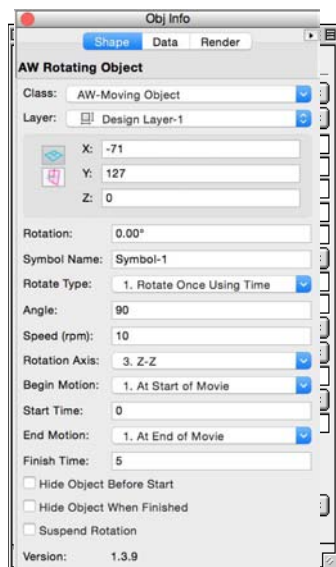 Obj Info
Shape Data Render
AW Rotating Object
Class: AW-Moving Object
Layer: Design Layer-1
X: -71
Y: 127
Z: 0
Rotation: 0.00°
Symbol Name: Symbol-1
Rotate Type: 1. Rotate Once Using Time
Angle: 90
Speed (rpm): 10
Rotation Axis: 3. Z-Z
Begin Motion: 1. At Start of Movie
Start Time: 0
End Motion: 1. At End of Movie
Finish Time: 5
Hide Object Before Start
Hide Object When Finished
Suspend Rotation
Version: 1.3.9